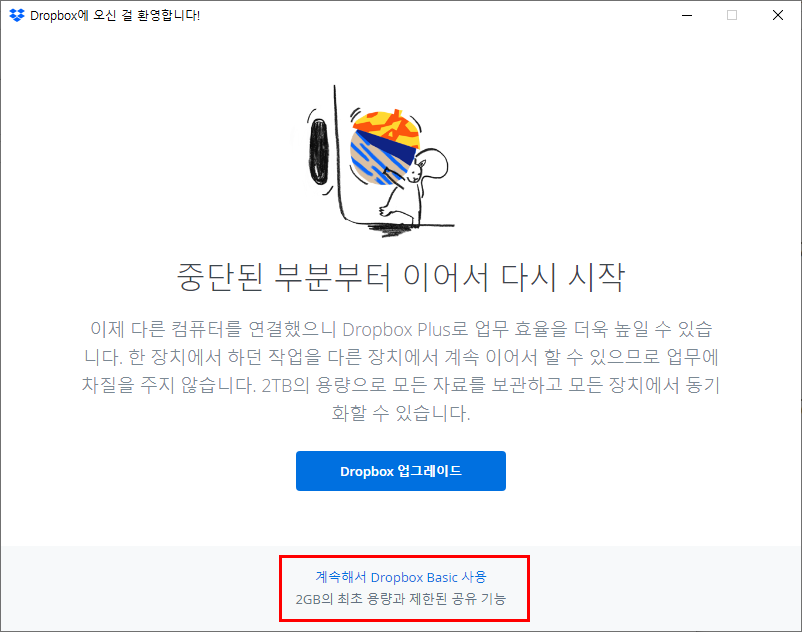 Dropbox에 오신 걸 환영합니다!
중단된 부분부터 이어서 다시 시작
이제 다른 컴퓨터를 연결했으니 Dropbox Plus로 업무 효율을 더욱 높일 수 있습
니다. 한 장치에서 하던 작업을 다른 장치에서 계속 이어서 할 수 있으므로 업무에
차질을 주지 않습니다. 2TB의 용량으로 모든 자료를 보관하고 모든 장치에서 동기
화할 수 있습니다.
Dropbox 업그레이드
계속해서 Dropbox Basic 사용
2GB의 최초 용량과 제한된 공유 기능